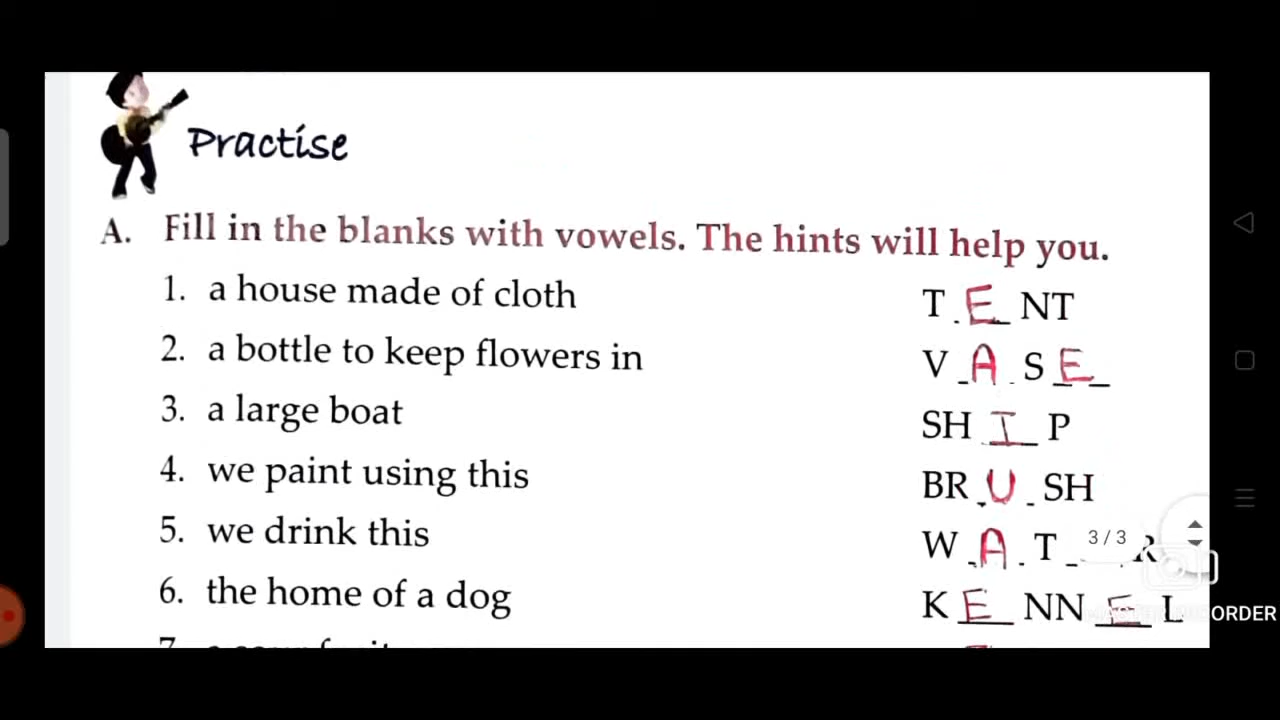 Practise
A. Fill in the blanks with vowels. The hints will help you.
1. a house made of cloth T E NT
2. a bottle to keep flowers in V A S E
3. a large boat SH I P
4. we paint using this BR U SH
5. we drink this W A T R
3/3
6. the home of a dog K E NN E L